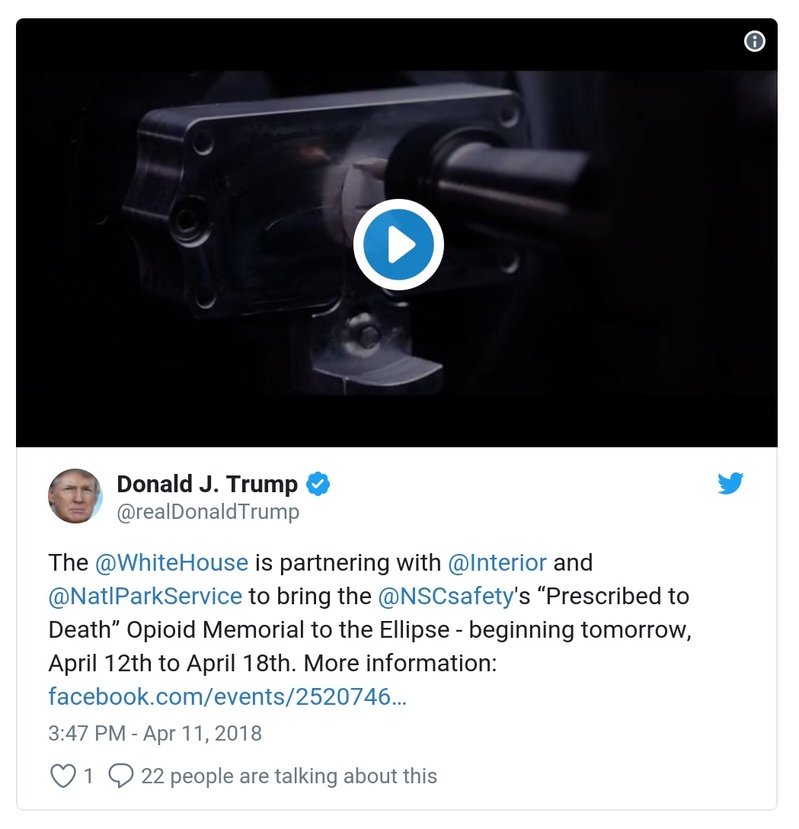 Donald J. Trump
@realDonaldTrump
The @WhiteHouse is partnering with @Interior and
@NatlParkService to bring the @NSCsafety's “Prescribed to
Death” Opioid Memorial to the Ellipse - beginning tomorrow,
April 12th to April 18th. More information:
facebook.com/events/2520746…
3:47 PM - Apr 11, 2018
1 22 people are talking about this